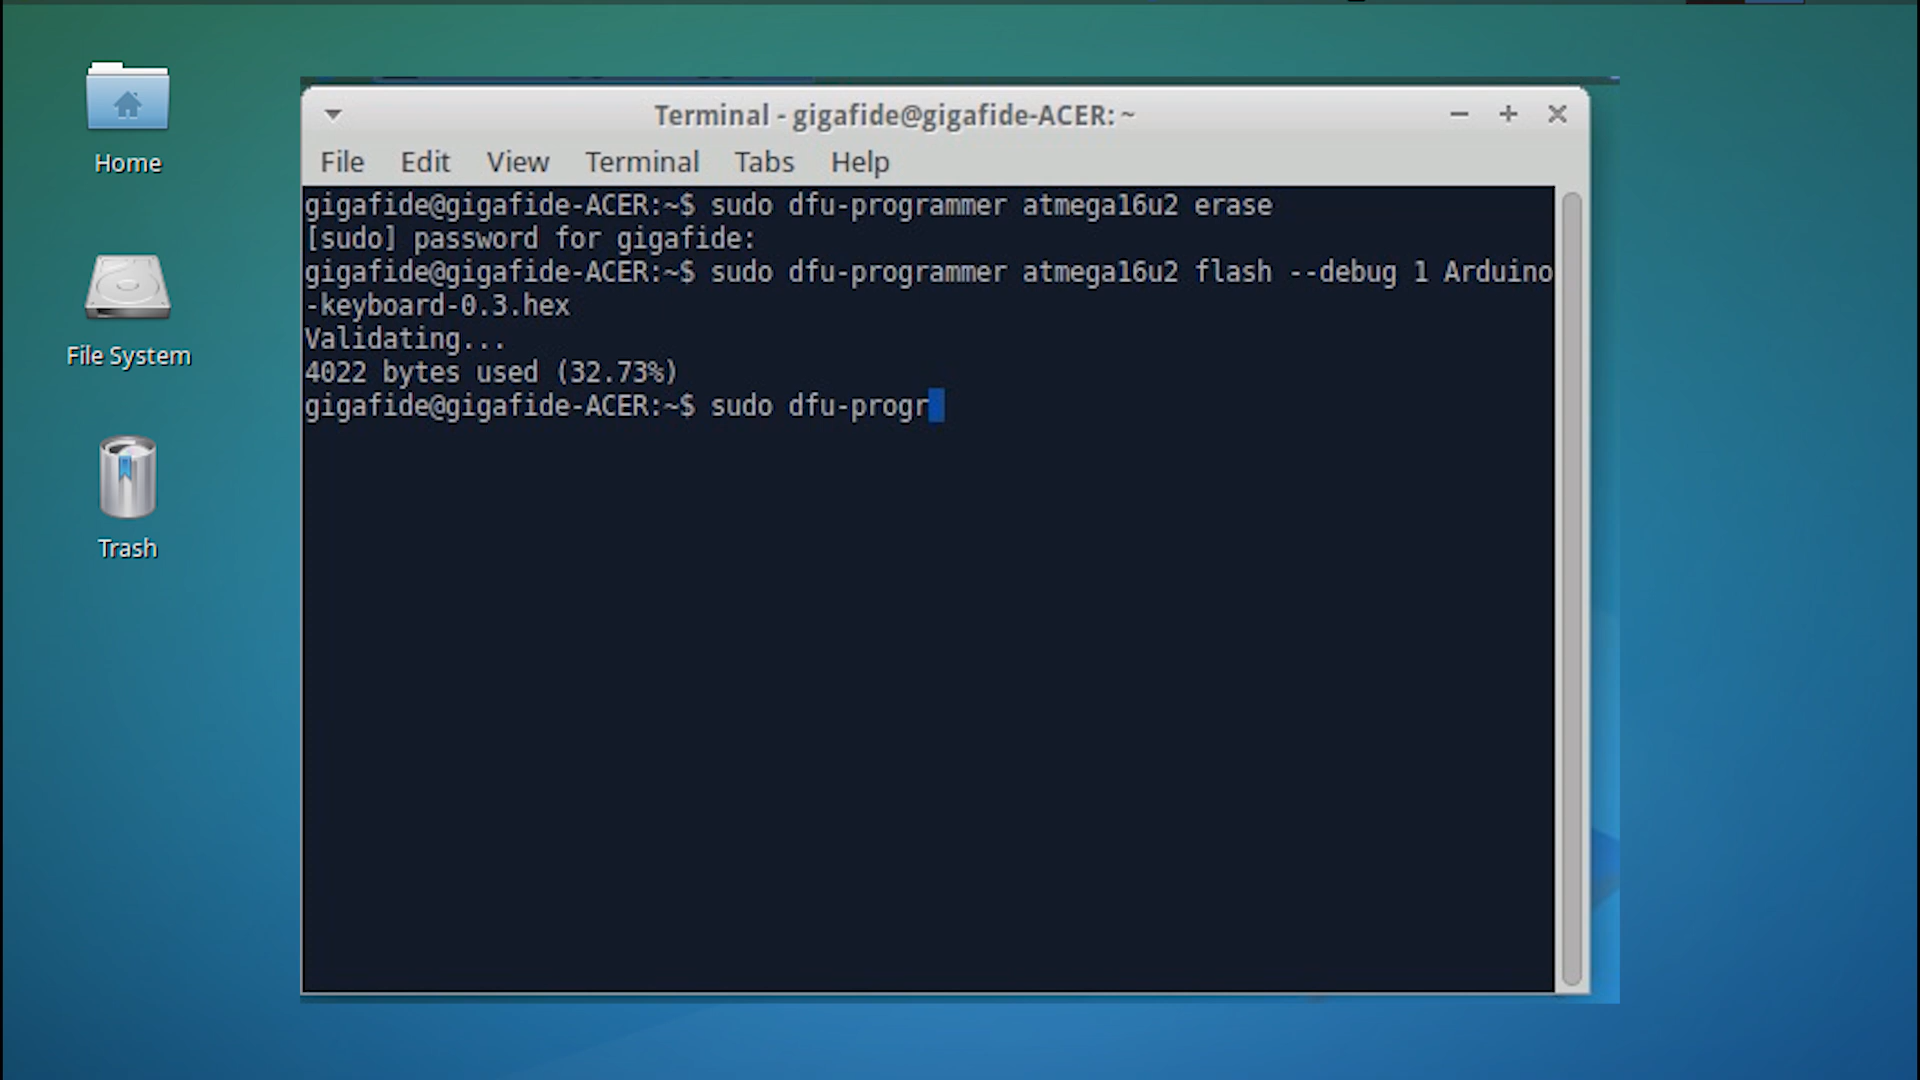 Home
File System
Trash
Terminal - gigafide@gigafide-ACER: ~
File Edit View Terminal Tabs Help
gigafide@gigafide-ACER:~$ sudo dfu-programmer atmega16u2 erase
[sudo] password for gigafide:
gigafide@gigafide-ACER:~$ sudo dfu-programmer atmega16u2 flash --debug 1 Arduino
-keyboard-0.3.hex
Validating...
4022 bytes used (32.73%)
gigafide@gigafide-ACER:~$ sudo dfu-progr